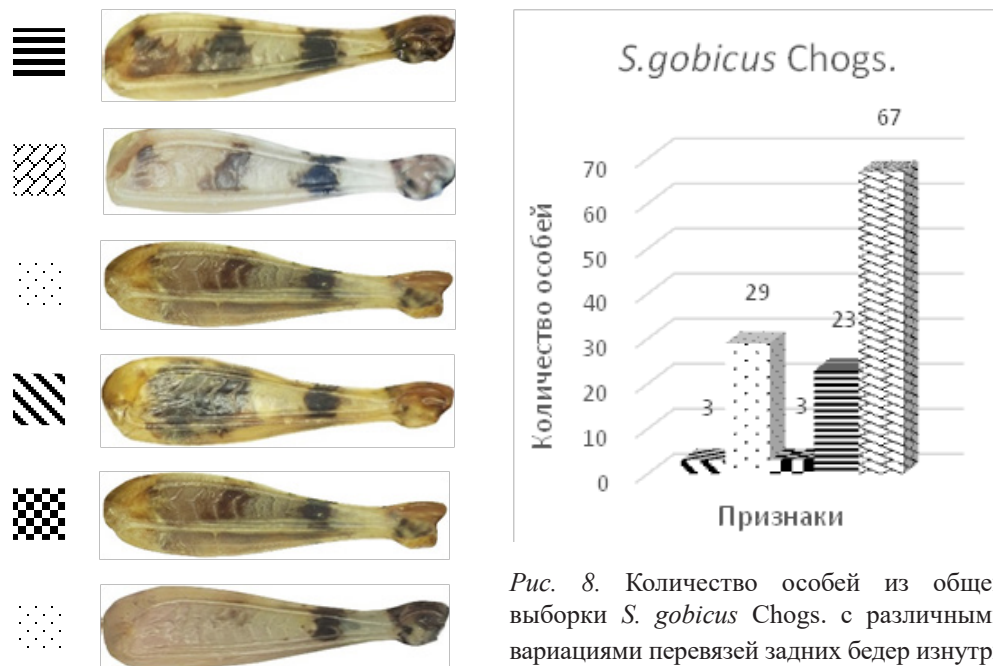 S.gobicus Chogs.
67
70
60
50
40
30
20
10
0
29
23
3
3
Количество особей
Признаки
Рис. 8. Количество особей из обще
выборки S. gobicus Chogs. с различным
вариациями перевязей задних бедер изнутр